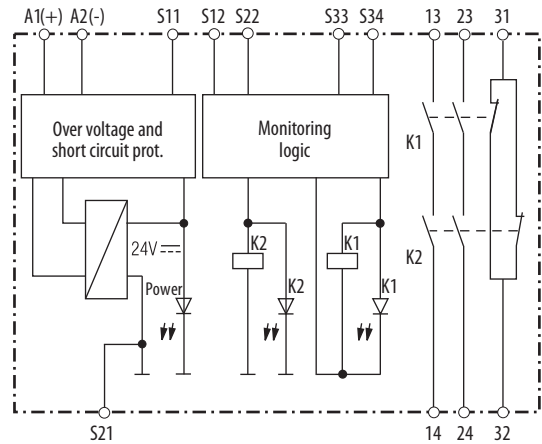 A1(+) A2(-) S11 S12 S22 S33 S34 13 23 31
Over voltage and
short circuit prot.
Monitoring
logic
K1
24V
K2 K1
K2
Power K2 K1
S21 14 24 32